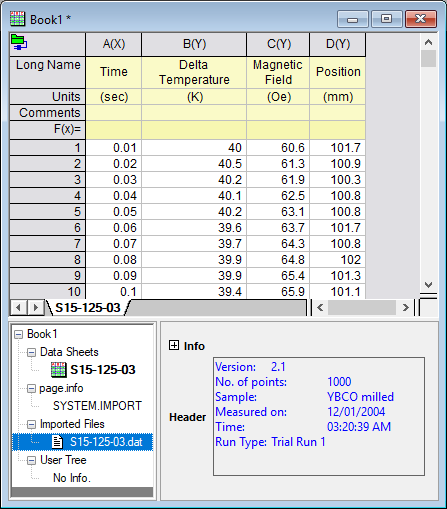 Book1 *
A(X) B(Y) C(Y) D(Y)
Long Name Time Delta Temperature Magnetic Field Position
Units (sec) (K) (Oe) (mm)
Comments
F(x)=
1 0.01 40 60.6 101.7
2 0.02 40.5 61.3 100.9
3 0.03 40.2 61.9 100.3
4 0.04 40.1 62.5 100.8
5 0.05 40.2 63.1 100.8
6 0.06 39.6 63.7 101.7
7 0.07 39.7 64.3 100.8
8 0.08 39.9 64.8 102
9 0.09 39.9 65.4 101.3
10 0.1 39.4 65.9 101.1
S15-125-03
Book1
Data Sheets
S15-125-03
page.info
SYSTEM.IMPORT
Imported Files
S15-125-03.dat
User Tree
No Info.
Info
Header
Version: 2.1
No. of points: 1000
Sample: YBCO milled
Measured on: 12/01/2004
Time: 03:20:39 AM
Run Type: Trial Run 1